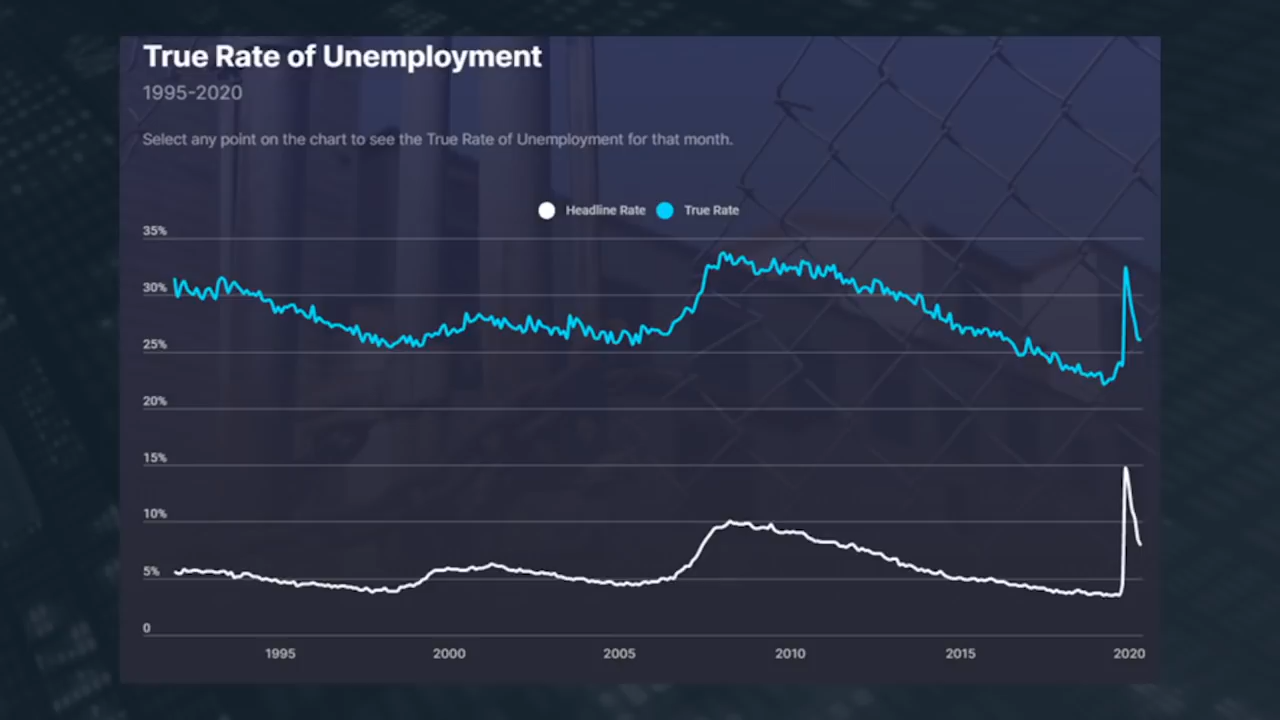 True Rate of Unemployment
1995-2020
Select any point on the chart to see the True Rate of Unemployment for that month.
Headline Rate True Rate
35%
30%
25%
20%
15%
10%
5%
0
1995 2000 2005 2010 2015 2020